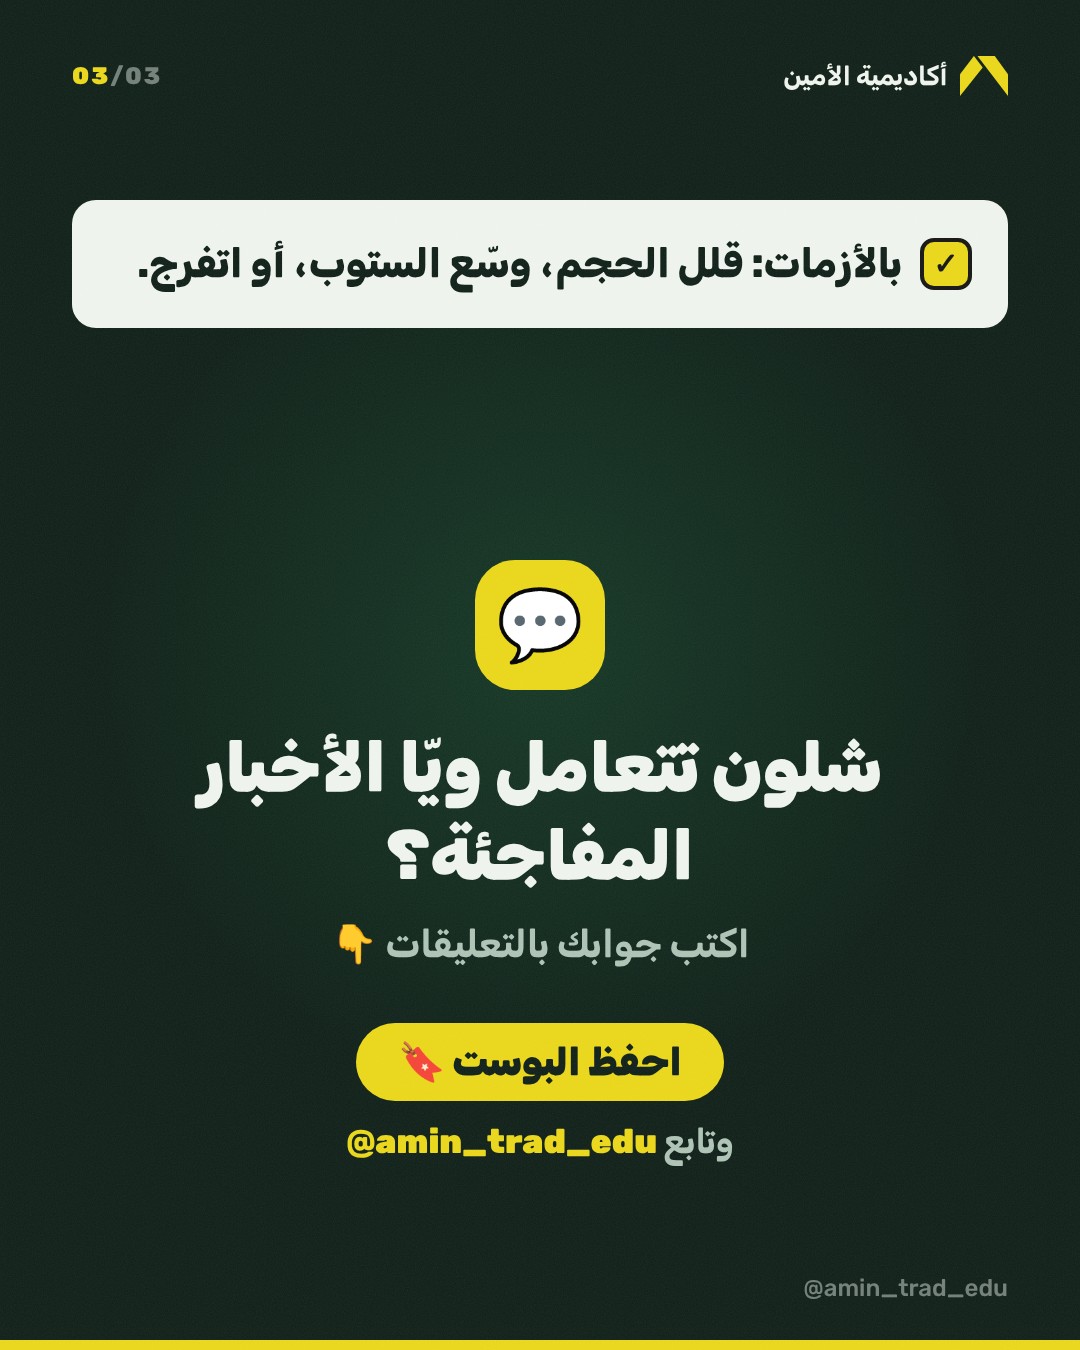 أكاديمية الأمين
03/03
✓ بالأزمات: قلل الحجم، وسّع الستوب، أو اتفرج.
شلون تتعامل ويّا الأخبار
المفاجئة؟
اكتب جوابك بالتعليقات 👇
احفظ البوست 🔖
وتابع @amin_trad_edu
@amin_trad_edu